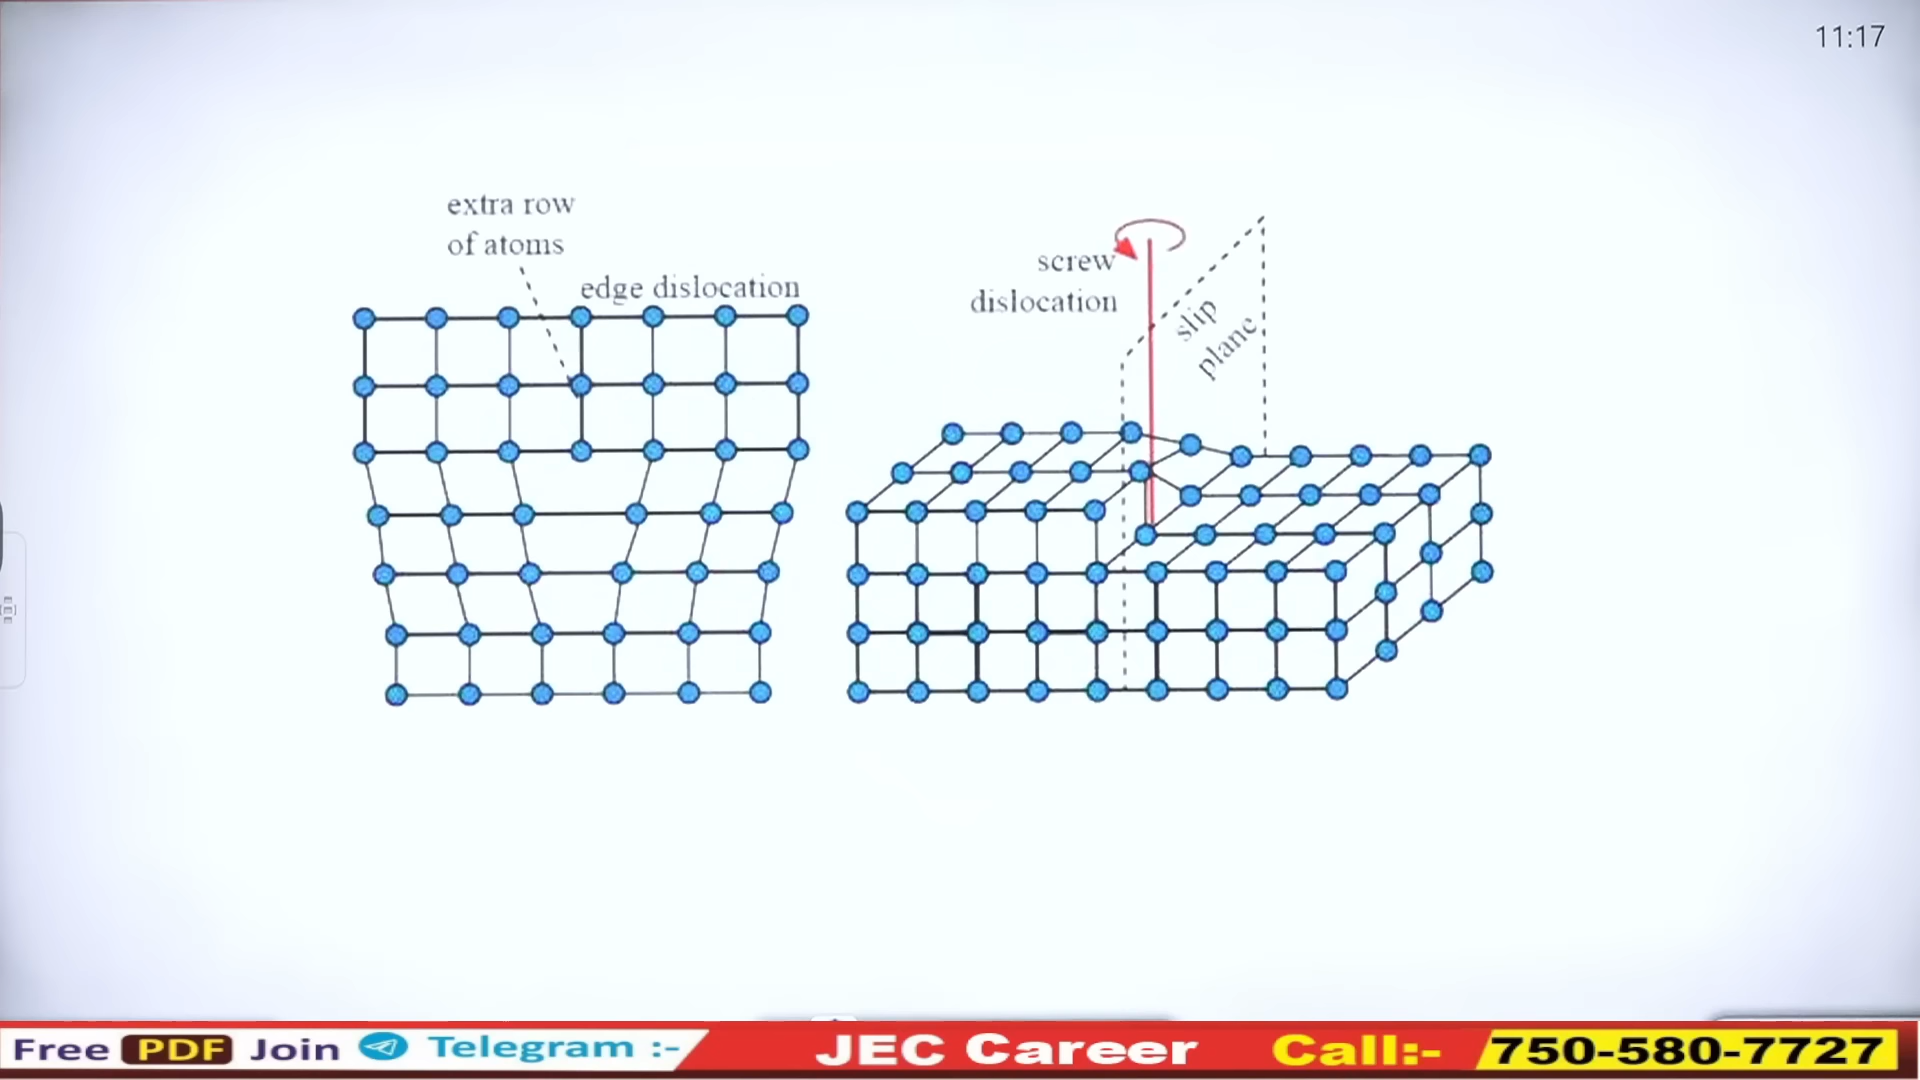 11:17
extra row
of atoms
edge dislocation
screw
dislocation
slip
plane
Free PDF Join Telegram :- JEC Career Call:- 750-580-7727